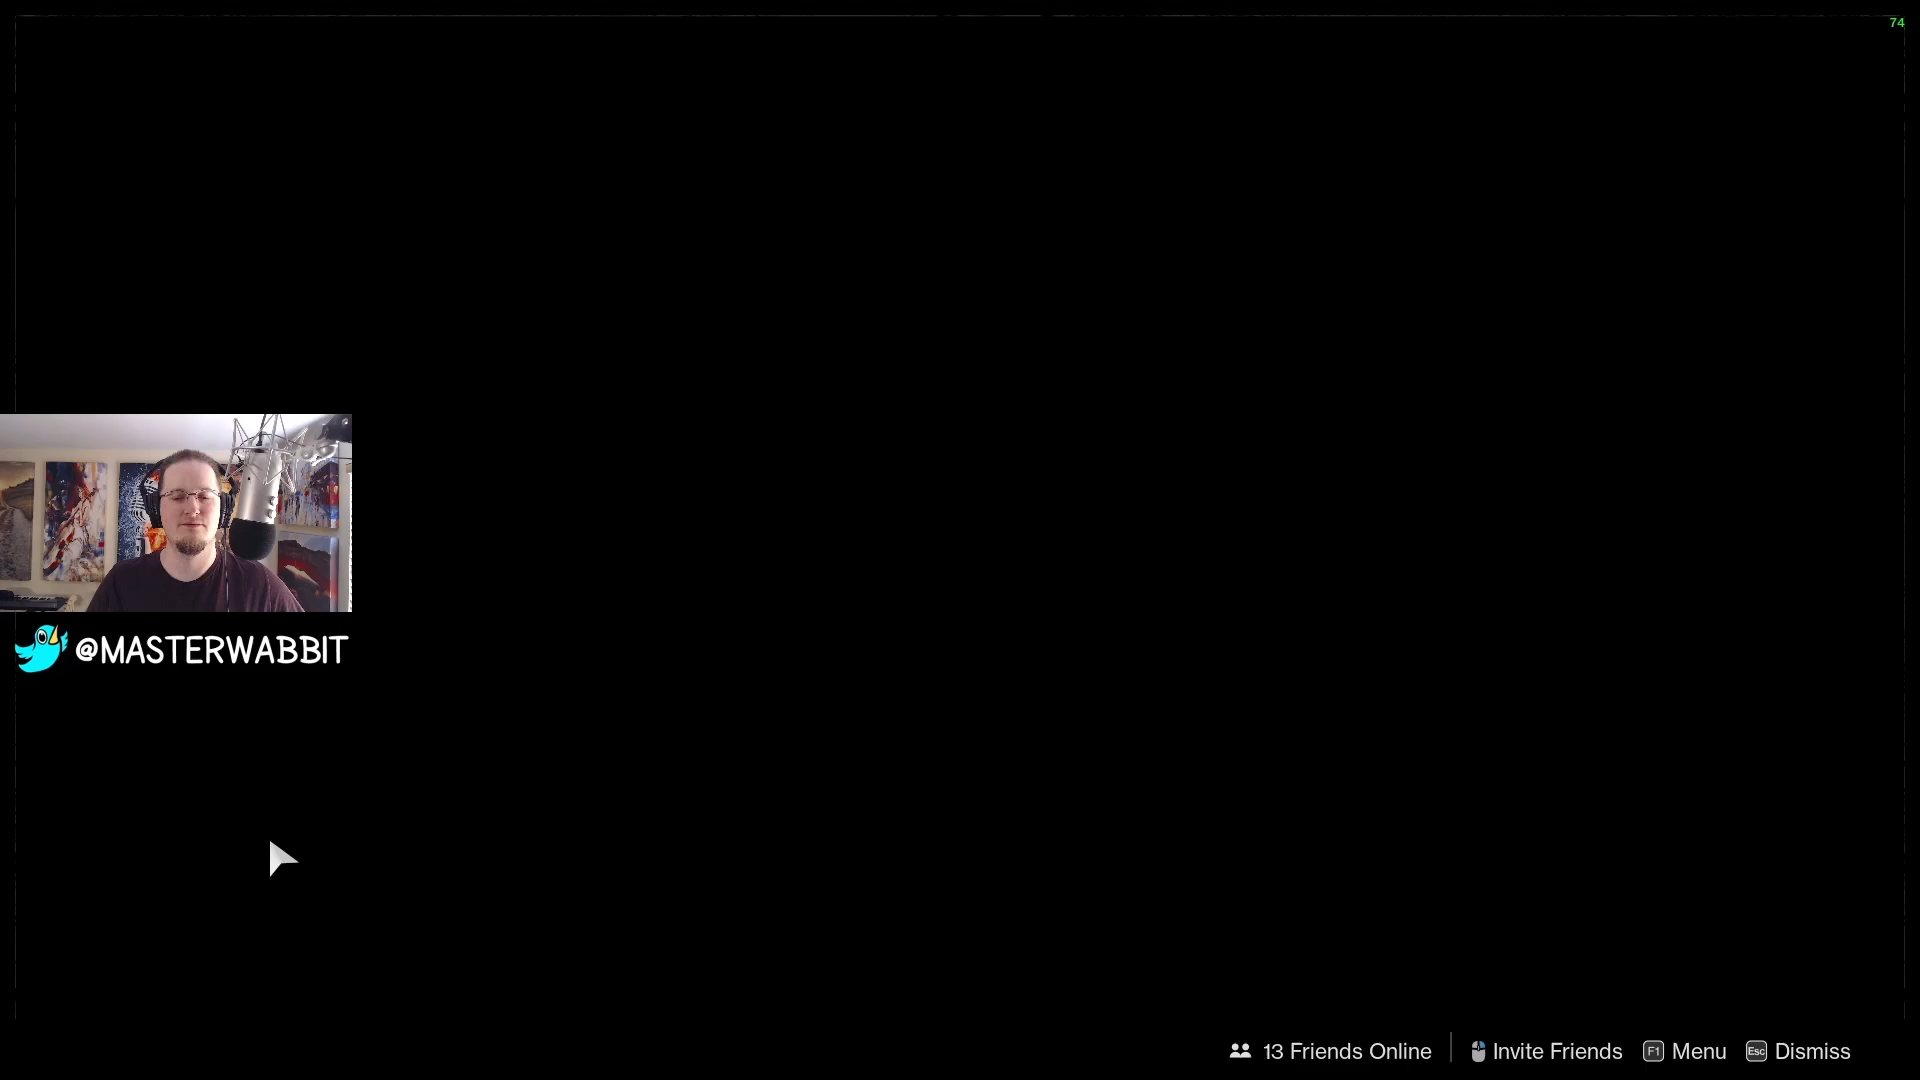 74
@MASTERWABBIT
13 Friends Online
Invite Friends
F1 Menu
Esc Dismiss